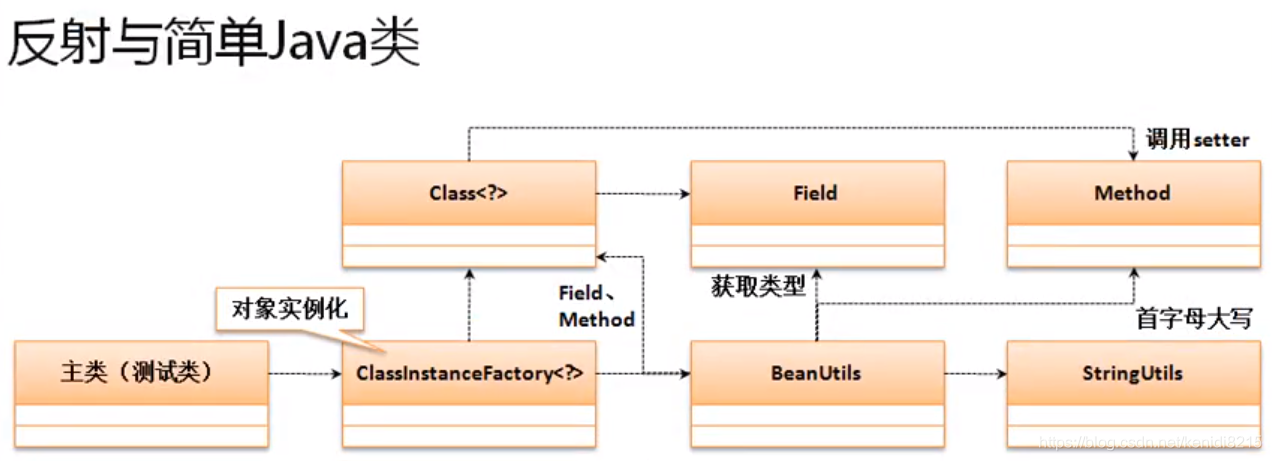 反射与简单Java类
调用setter
Class<?>
Field
Method
Field、
Method
获取类型
首字母大写
对象实例化
主类（测试类）
ClassInstanceFactory<?>
BeanUtils
StringUtils
https://blog.csdn.net/kenidi8215